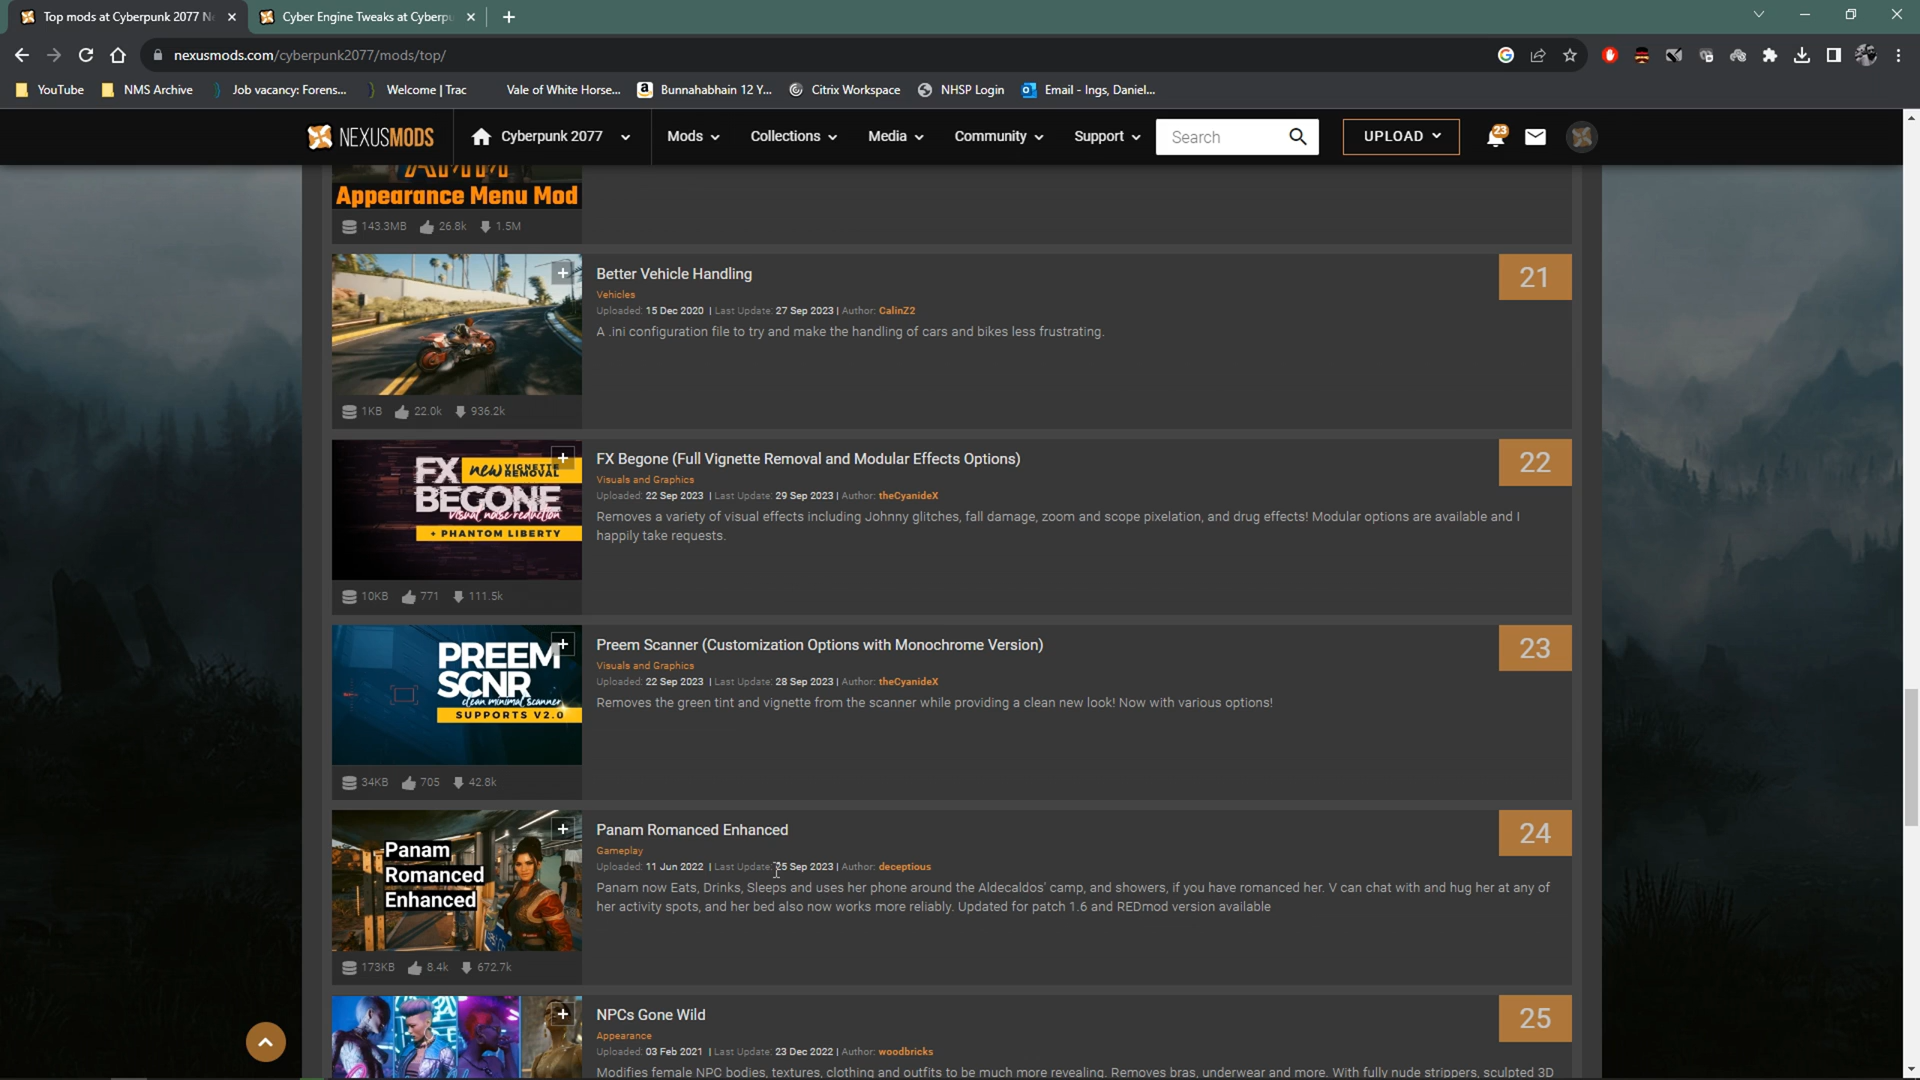 Top mods at Cyberpunk 2077 N
Cyber Engine Tweaks at Cyberpu
nexusmods.com/cyberpunk2077/mods/top/
YouTube
NMS Archive
Job vacancy: Forens...
Welcome | Trac
Vale of White Horse...
Bunnahabhain 12 Y...
Citrix Workspace
NHSP Login
Email - Ings, Daniel...
NEXUSMODS
Cyberpunk 2077
Mods
Collections
Media
Community
Support
Search
UPLOAD
23
Appearance Menu Mod
143.3MB 26.8k 1.5M
Better Vehicle Handling
21
Vehicles
Uploaded: 15 Dec 2020 | Last Update: 27 Sep 2023 | Author: CalinZ2
A .ini configuration file to try and make the handling of cars and bikes less frustrating.
1KB 22.0k 936.2k
FX BEGONE
new VIGNETTE REMOVAL
visual noise reduction
+ PHANTOM LIBERTY
FX Begone (Full Vignette Removal and Modular Effects Options)
22
Visuals and Graphics
Uploaded: 22 Sep 2023 | Last Update: 29 Sep 2023 | Author: theCyanideX
Removes a variety of visual effects including Johnny glitches, fall damage, zoom and scope pixelation, and drug effects! Modular options are available and I
happily take requests.
10KB 771 111.5k
PREEM
SCNR
clean minimal scanner
SUPPORTS V2.0
Preem Scanner (Customization Options with Monochrome Version)
23
Visuals and Graphics
Uploaded: 22 Sep 2023 | Last Update: 28 Sep 2023 | Author: theCyanideX
Removes the green tint and vignette from the scanner while providing a clean new look! Now with various options!
34KB 705 42.8k
Panam
Romanced
Enhanced
Panam Romanced Enhanced
24
Gameplay
Uploaded: 11 Jun 2022 | Last Update: 25 Sep 2023 | Author: deceptious
Panam now Eats, Drinks, Sleeps and uses her phone around the Aldecaldos' camp, and showers, if you have romanced her. V can chat with and hug her at any of
her activity spots, and her bed also now works more reliably. Updated for patch 1.6 and REDmod version available
173KB 8.4k 672.7k
NPCs Gone Wild
25
Appearance
Uploaded: 03 Feb 2021 | Last Update: 23 Dec 2022 | Author: woodbricks
Modifies female NPC bodies, textures, clothing and outfits to be much more revealing. Removes bras, underwear and more. With fully nude strippers, sculpted 3D